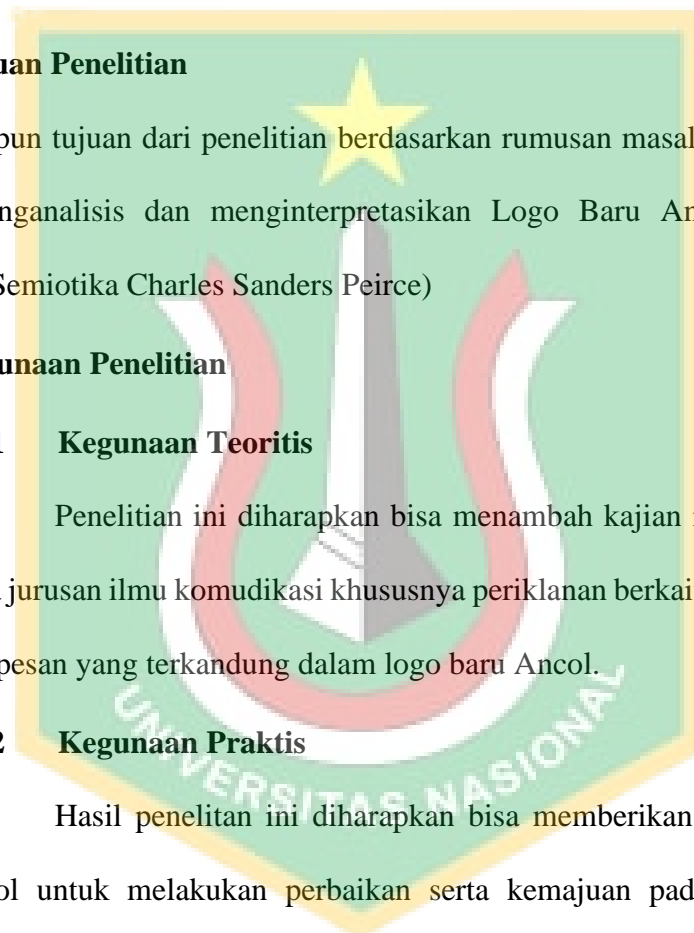 uan Penelitian
pun tujuan dari penelitian berdasarkan rumusan masal
nganalisis dan menginterpretasikan Logo Baru An
Semiotika Charles Sanders Peirce)
unaan Penelitian
1 Kegunaan Teoritis
Penelitian ini diharapkan bisa menambah kajian
jurusan ilmu komudikasi khususnya periklanan berkai
pesan yang terkandung dalam logo baru Ancol.
2 Kegunaan Praktis
Hasil penelitan ini diharapkan bisa memberikan
ol untuk melakukan perbaikan serta kemajuan pad
UNIVERSITAS NASIONAL